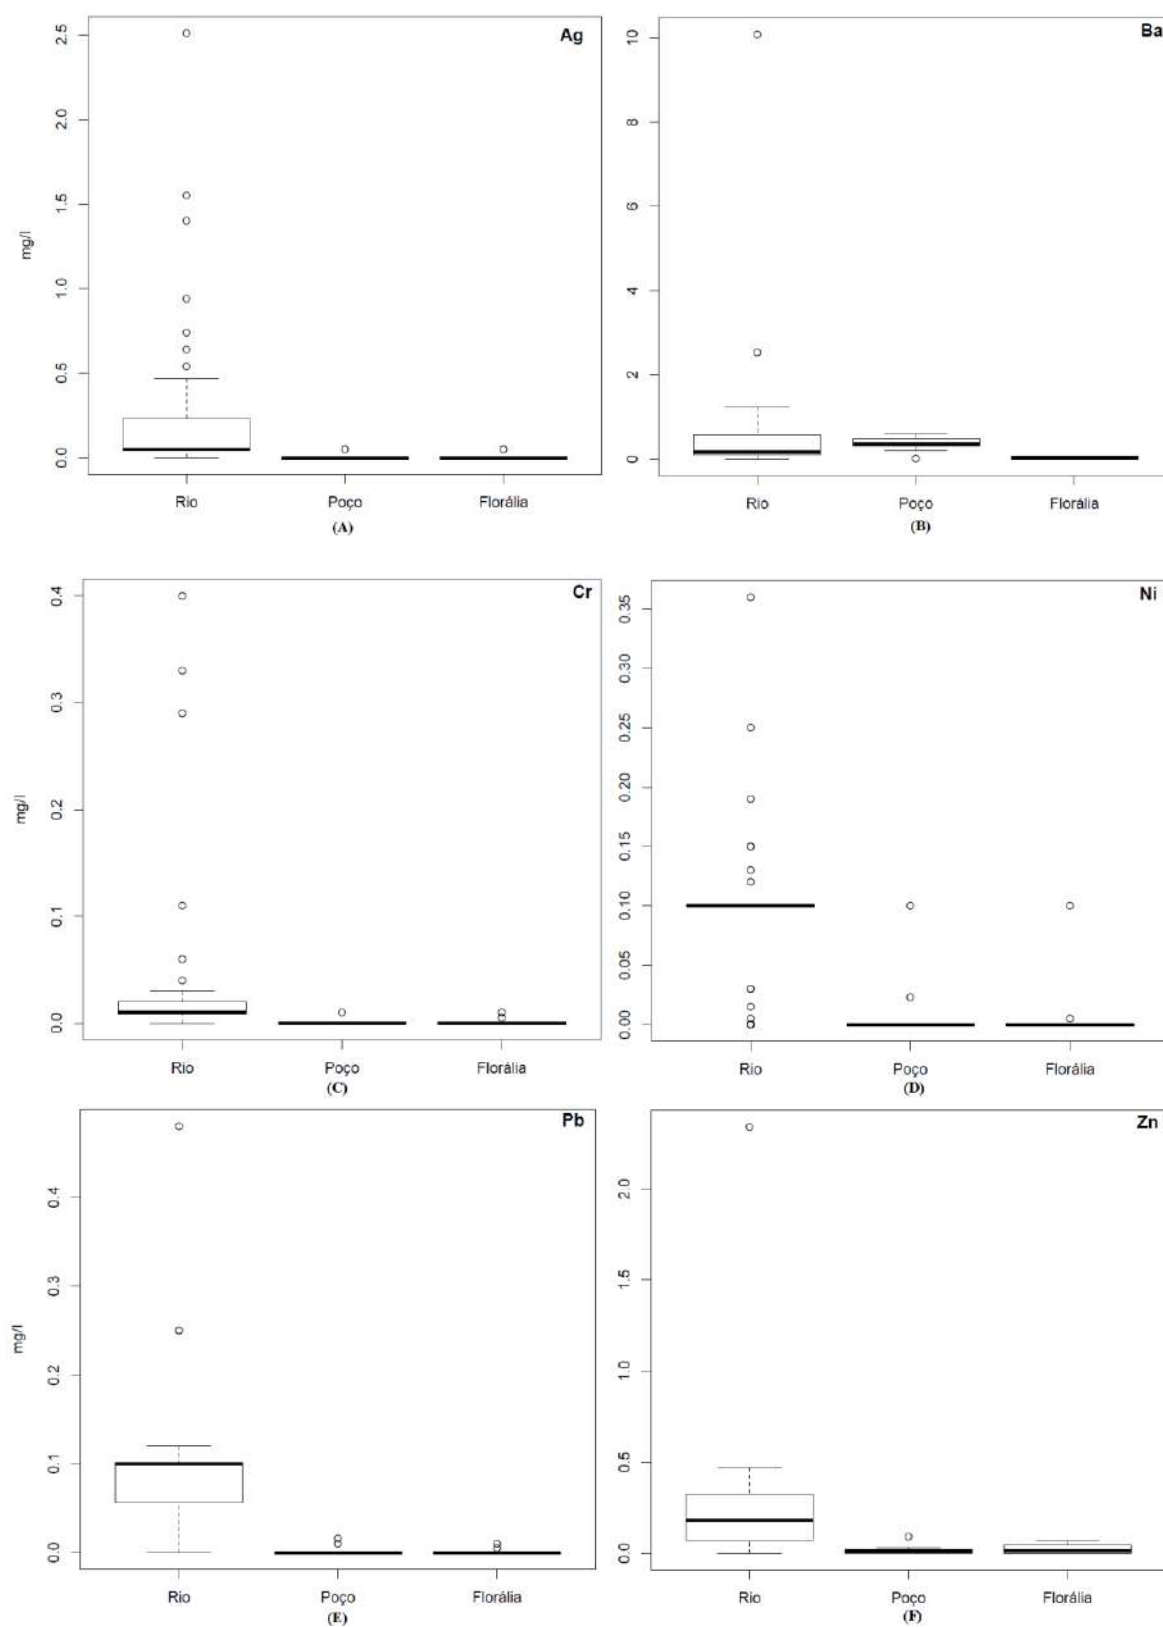 Ag
2.5
2.0
1.5
1.0
0.5
0.0
mg/l
Rio Poço Florália
(A)
Ba
10
8
6
4
2
0
Rio Poço Florália
(B)
Cr
0.4
0.3
0.2
0.1
0.0
mg/l
Rio Poço Florália
(C)
Ni
0.35
0.30
0.25
0.20
0.15
0.10
0.05
0.00
Rio Poço Florália
(D)
Pb
0.4
0.3
0.2
0.1
0.0
mg/l
Rio Poço Florália
(E)
Zn
2.0
1.5
1.0
0.5
0.0
Rio Poço Florália
(F)